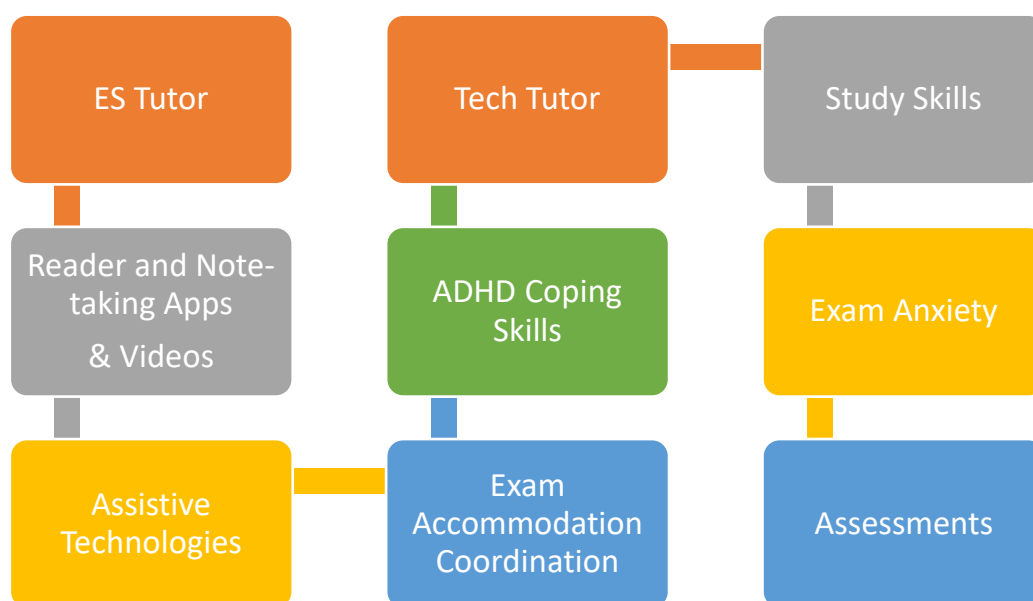 ES Tutor
Reader and Note-
taking Apps
& Videos
Assistive
Technologies
Exam
Accommodation
Coordination
ADHD Coping
Skills
Tech Tutor
Study Skills
Exam Anxiety
Assessments